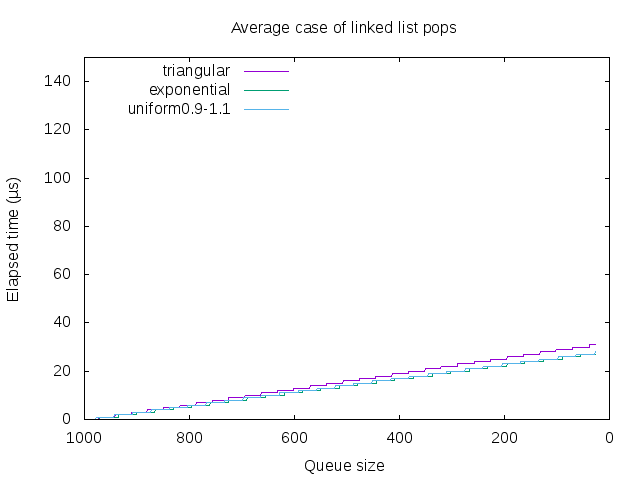 Average case of linked list pops
triangular
exponential
uniform0.9-1.1
140
120
100
80
60
40
20
0
Elapsed time (µs)
1000 800 600 400 200 0
Queue size